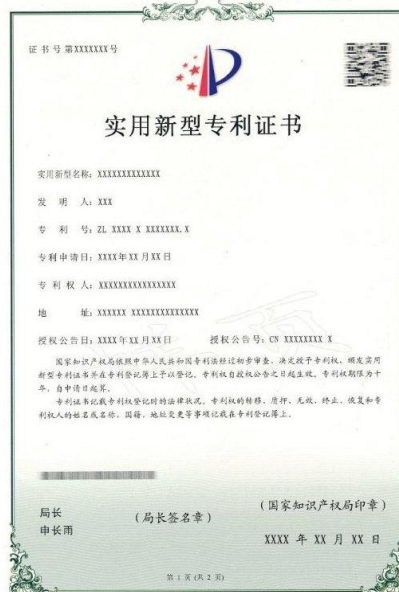 证书号第XXXXXXX号
实用新型专利证书
实用新型名称：XXXXXXXXXXXXX
发 明 人：XXX
专 利 号：ZL XXXX X XXXXXXX.X
专利申请日：XXXX年XX月XX日
专 利 权 人：XXXXXXXXXXXXXXXX
地 址：XXXXXX XXXXXXXXXXXXXX
授权公告日：XXXX年XX月XX日 授权公告号：CN XXXXXXXX X
国家知识产权局依照中华人民共和国专利法经过初步审查，决定授予专利权，颁发实用
新型专利证书并在专利登记簿上予以登记。专利权自授权公告之日起生效。专利权期限为十
年，自申请日起算。
专利证书记载专利权登记时的法律状况。专利权的转移、质押、无效、终止、恢复和专
利权人的姓名或名称、国籍、地址变更等事项记载在专利登记簿上。
局长
申长雨
（局长签名章）
（国家知识产权局印章）
XXXX 年 XX 月 XX 日
第 1 页 (共 2 页)